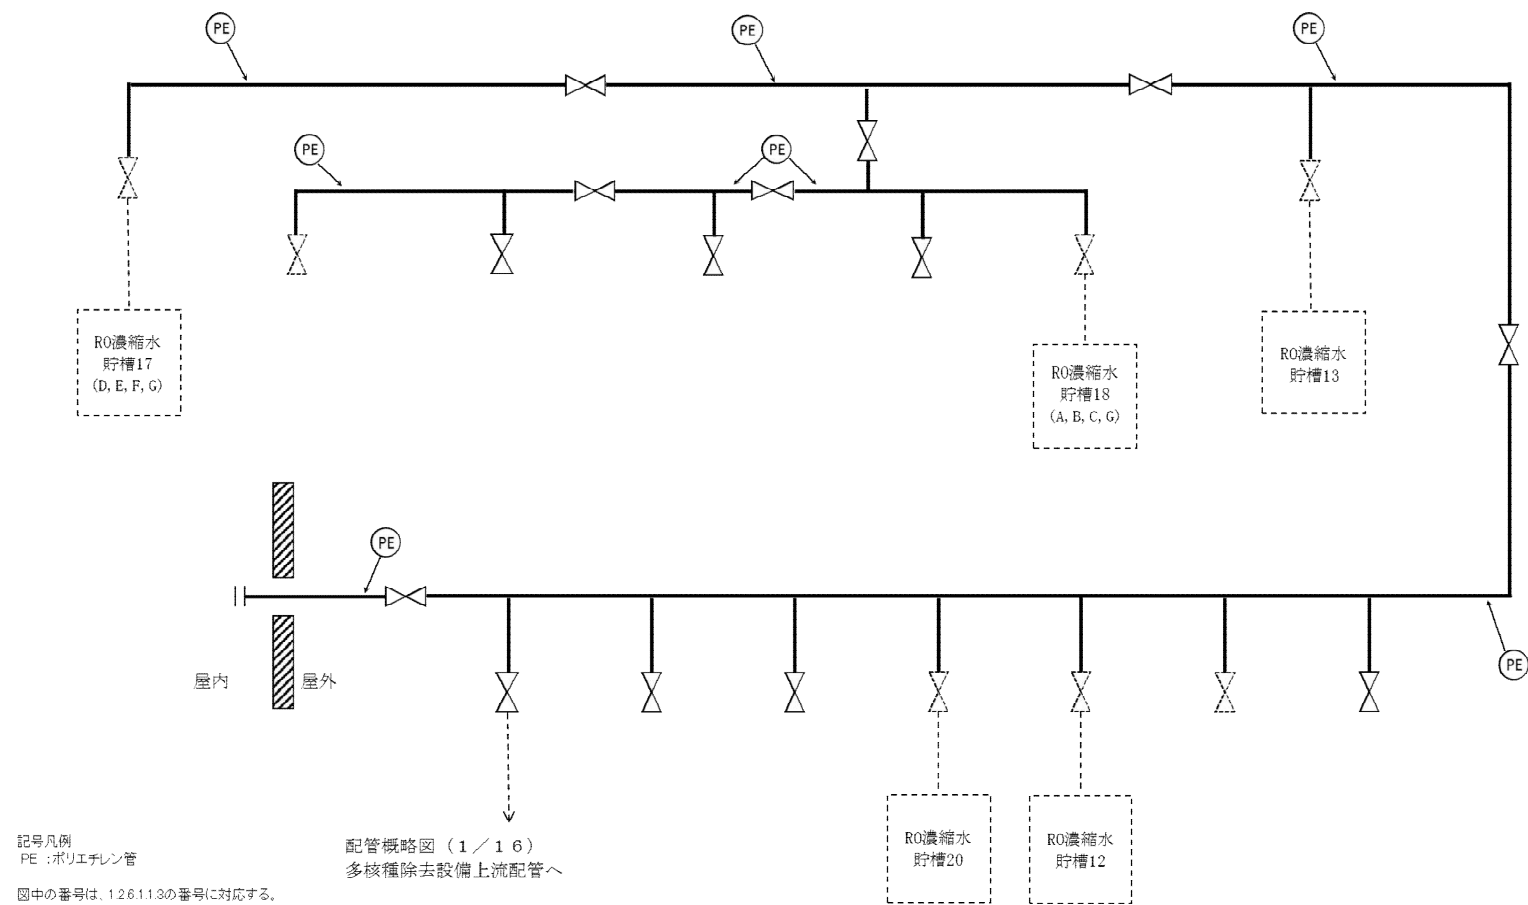 PE
PE
PE
PE
PE
RO濃縮水
貯槽17
(D, E, F, G)
RO濃縮水
貯槽18
(A, B, C, G)
RO濃縮水
貯槽13
PE
屋内
屋外
PE
RO濃縮水
貯槽20
RO濃縮水
貯槽12
配管概略図（1／16）
多核種除去設備上流配管へ
記号凡例
PE :ポリエチレン管
図中の番号は、1.2.6.1.1.3の番号に対応する。